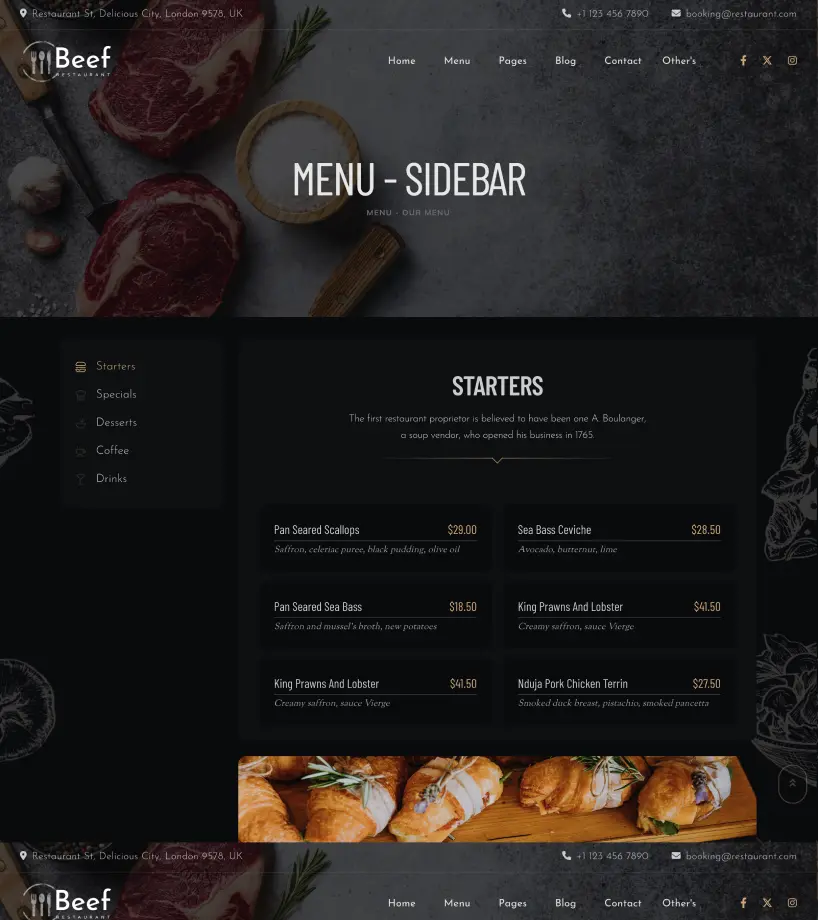 Restaurant St, Delicious City, London 9578, UK
+1 123 456 7890
booking@restaurant.com
Beef
RESTAURANT
Home
Menu
Pages
Blog
Contact
Other's
MENU - SIDEBAR
MENU - OUR MENU
Starters
Specials
Desserts
Coffee
Drinks
STARTERS
The first restaurant proprietor is believed to have been one A. Boulanger,
a soup vendor, who opened his business in 1765.
Pan Seared Scallops $29.00
Saffron, celeriac puree, black pudding, olive oil
Sea Bass Ceviche $28.50
Avocado, butternut, lime
Pan Seared Sea Bass $18.50
Saffron and mussel's broth, new potatoes
King Prawns And Lobster $41.50
Creamy saffron, sauce Vierge
King Prawns And Lobster $41.50
Creamy saffron, sauce Vierge
Nduja Pork Chicken Terrin $27.50
Smoked duck breast, pistachio, smoked pancetta
Restaurant St, Delicious City, London 9578, UK
+1 123 456 7890
booking@restaurant.com
Beef
RESTAURANT
Home
Menu
Pages
Blog
Contact
Other's